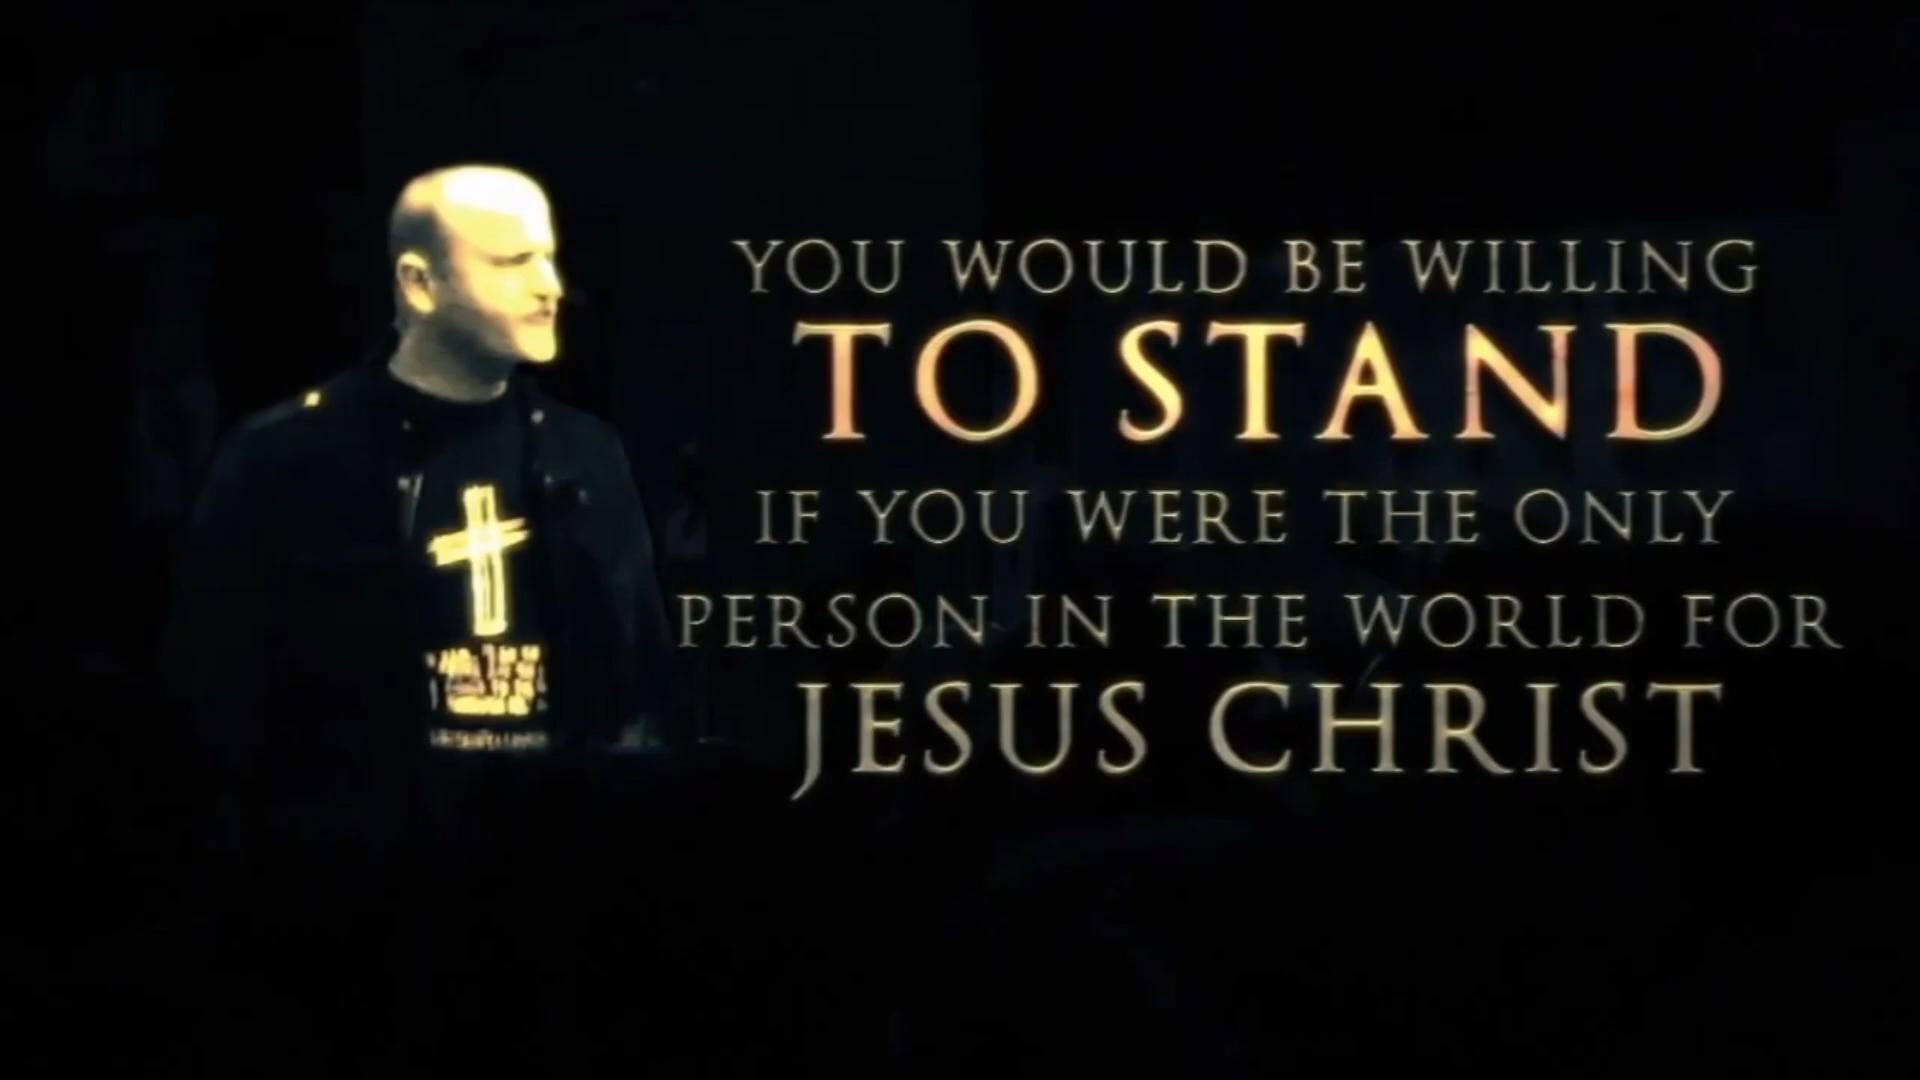 YOU WOULD BE WILLING
TO STAND
IF YOU WERE THE ONLY
PERSON IN THE WORLD FOR
JESUS CHRIST